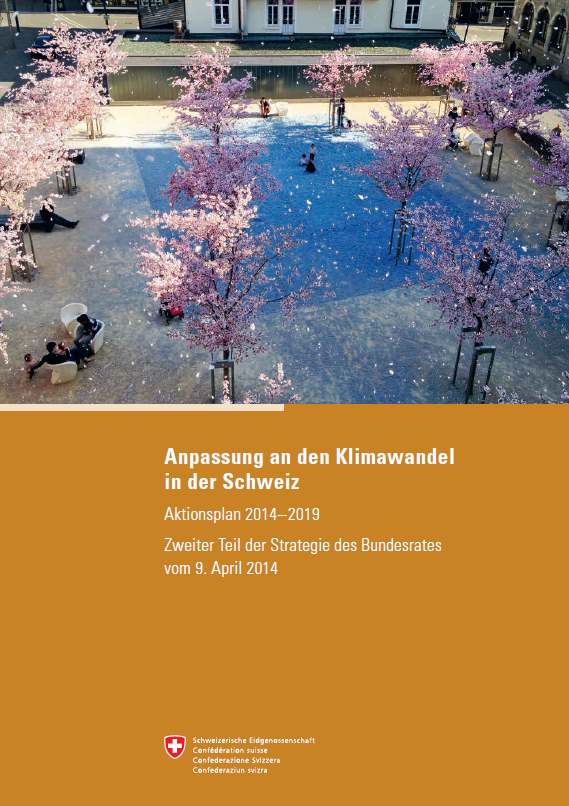 Anpassung an den Klimawandel
in der Schweiz
Aktionsplan 2014–2019
Zweiter Teil der Strategie des Bundesrates
vom 9. April 2014
Schweizerische Eidgenossenschaft
Confédération suisse
Confederazione Svizzera
Confederaziun svizra